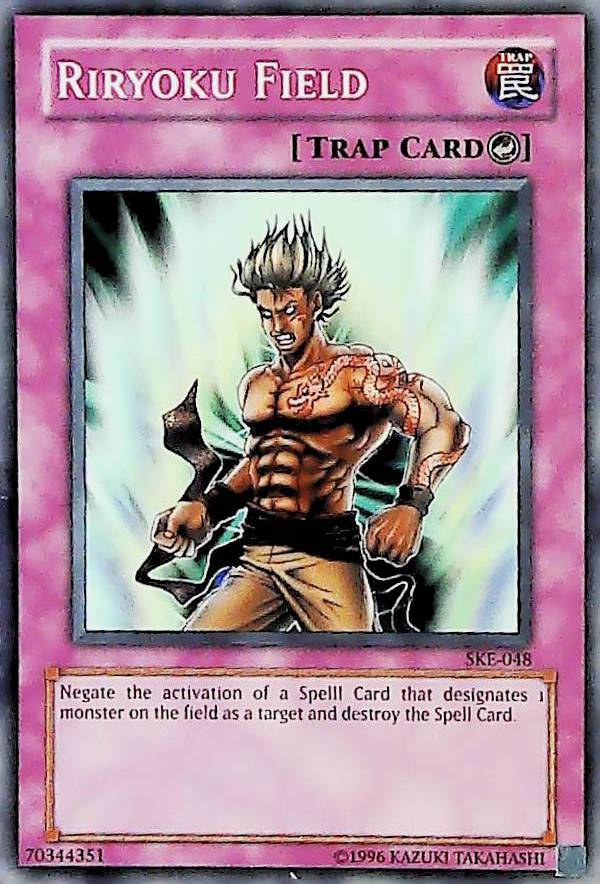 RIRYOKU FIELD
TRAP
罠
[TRAP CARD]
SKE-048
Negate the activation of a Spelll Card that designates 1
monster on the field as a target and destroy the Spell Card.
70344351
©1996 KAZUKI TAKAHASHI